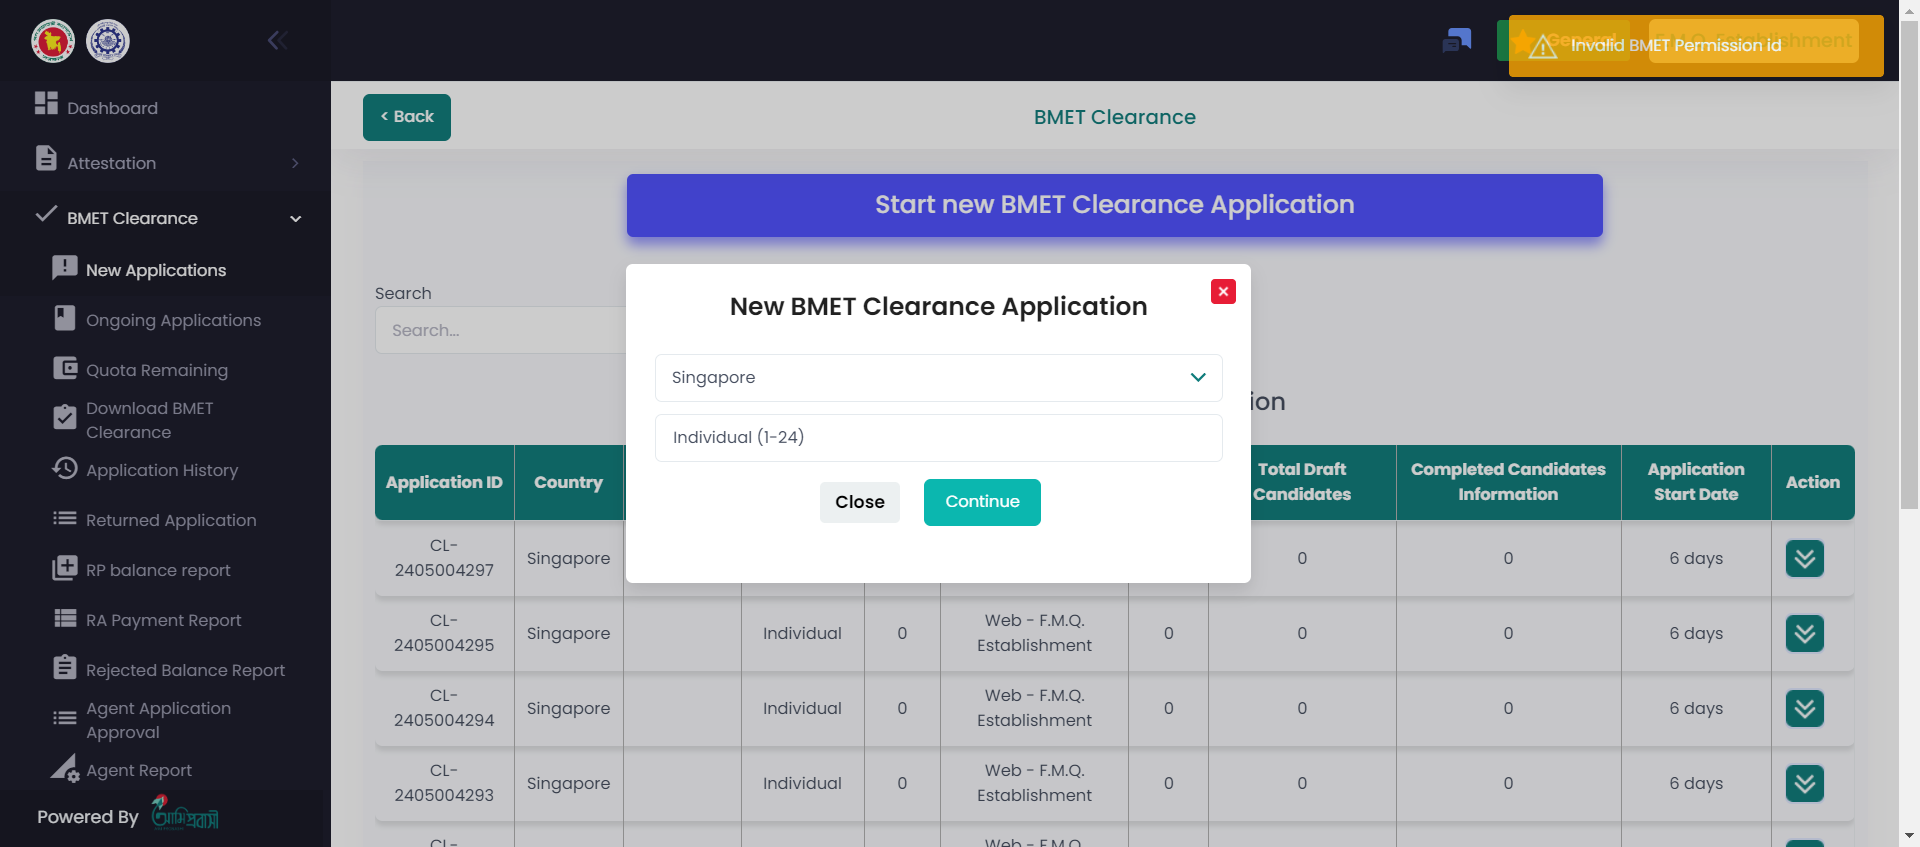 General
F.M.Q. Establishment
Invalid BMET Permission id
Dashboard
Attestation
BMET Clearance
New Applications
Ongoing Applications
Quota Remaining
Download BMET
Clearance
Application History
Returned Application
RP balance report
RA Payment Report
Rejected Balance Report
Agent Application
Approval
Agent Report
Powered By
আমি প্রবাসী
< Back
BMET Clearance
Start new BMET Clearance Application
Search
Search...
New BMET Clearance Application
Singapore
Individual (1-24)
Close
Continue
ion
Application ID
Country
Total Draft
Candidates
Completed Candidates
Information
Application
Start Date
Action
CL-
2405004297
Singapore
0
0
6 days
CL-
2405004295
Singapore
Individual
0
Web - F.M.Q.
Establishment
0
0
0
6 days
CL-
2405004294
Singapore
Individual
0
Web - F.M.Q.
Establishment
0
0
0
6 days
CL-
2405004293
Singapore
Individual
0
Web - F.M.Q.
Establishment
0
0
0
6 days
CL-
Web - F.M.Q.